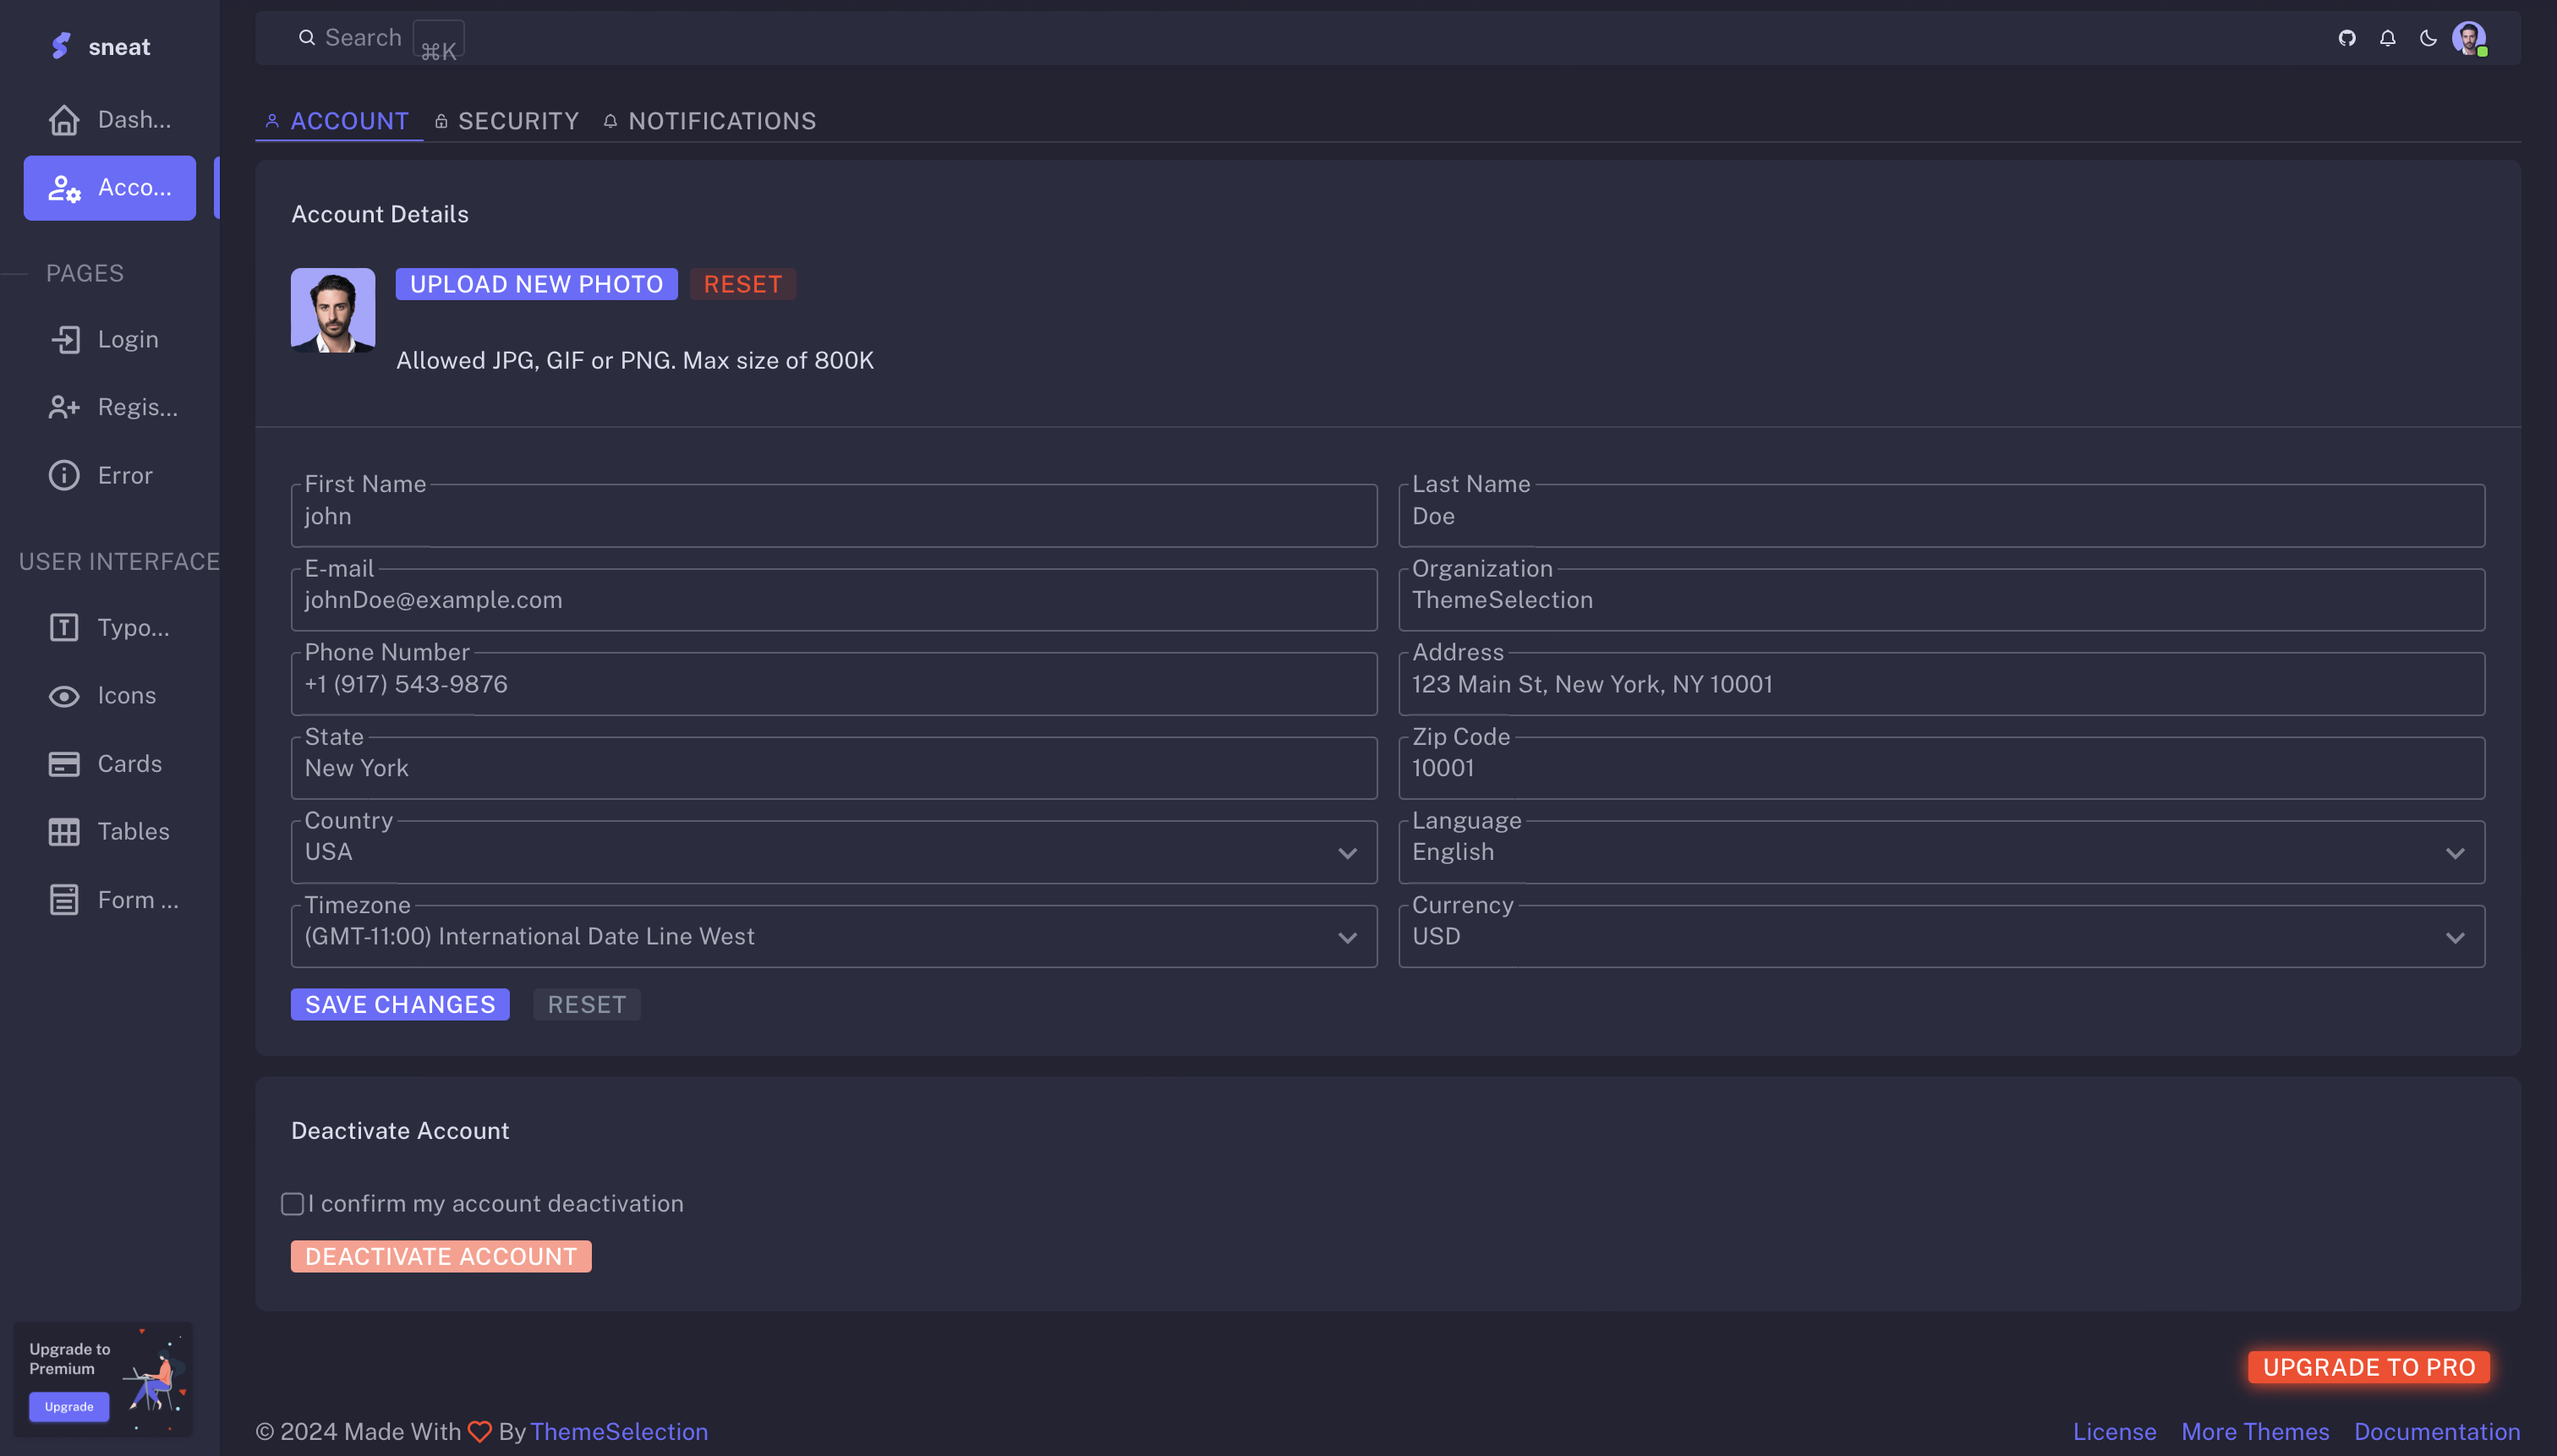 sneat
Search ⌘K
Dash...
Acco...
PAGES
Login
Regis...
Error
USER INTERFACE
Typo...
Icons
Cards
Tables
Form ...
Upgrade to
Premium
Upgrade
ACCOUNT SECURITY NOTIFICATIONS
Account Details
UPLOAD NEW PHOTO RESET
Allowed JPG, GIF or PNG. Max size of 800K
First Name
john
Last Name
Doe
E-mail
johnDoe@example.com
Organization
ThemeSelection
Phone Number
+1 (917) 543-9876
Address
123 Main St, New York, NY 10001
State
New York
Zip Code
10001
Country
USA
Language
English
Timezone
(GMT-11:00) International Date Line West
Currency
USD
SAVE CHANGES RESET
Deactivate Account
I confirm my account deactivation
DEACTIVATE ACCOUNT
UPGRADE TO PRO
© 2024 Made With By ThemeSelection
License More Themes Documentation